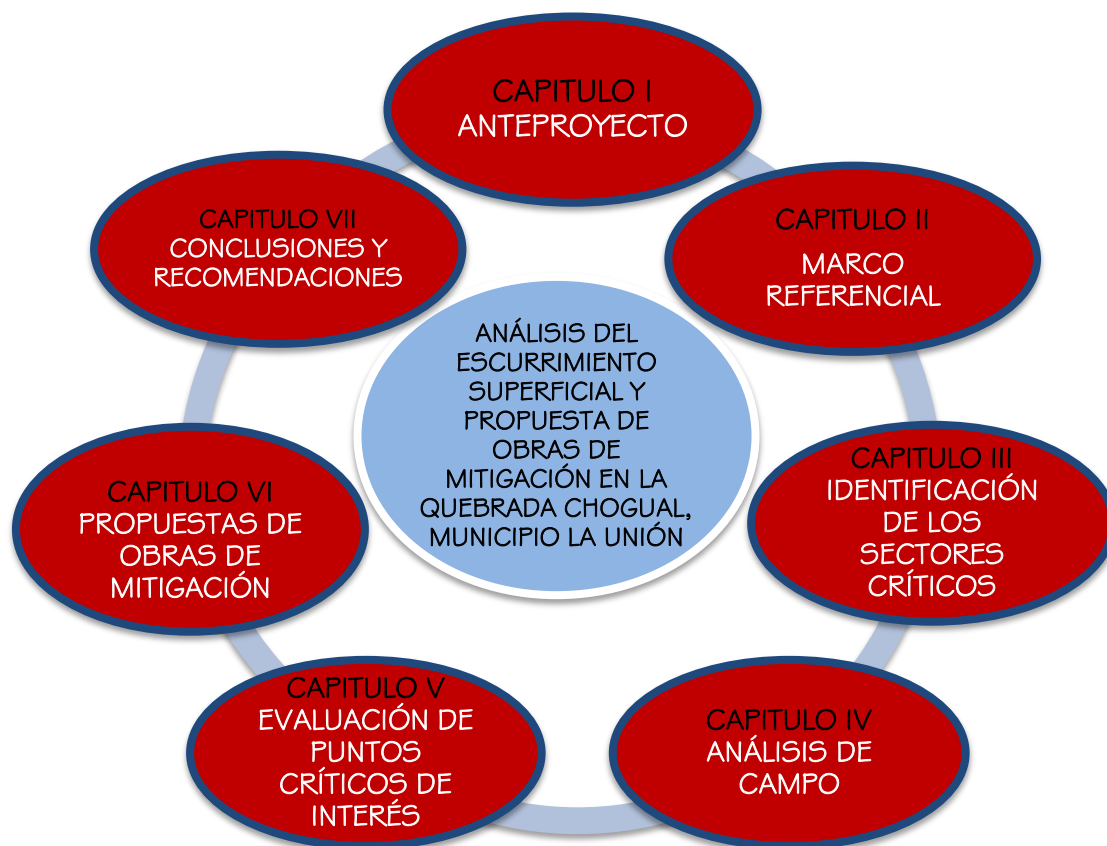 CAPITULO I
ANTEPROYECTO
CAPITULO II
MARCO
REFERENCIAL
CAPITULO III
IDENTIFICACIÓN
DE LOS
SECTORES
CRÍTICOS
CAPITULO IV
ANÁLISIS DE
CAMPO
CAPITULO V
EVALUACIÓN DE
PUNTOS
CRÍTICOS DE
INTERÉS
CAPITULO VI
PROPUESTAS DE
OBRAS DE
MITIGACIÓN
CAPITULO VII
CONCLUSIONES Y
RECOMENDACIONES
ANÁLISIS DEL
ESCURRIMIENTO
SUPERFICIAL Y
PROPUESTA DE
OBRAS DE
MITIGACIÓN EN LA
QUEBRADA CHOGUAL,
MUNICIPIO LA UNIÓN